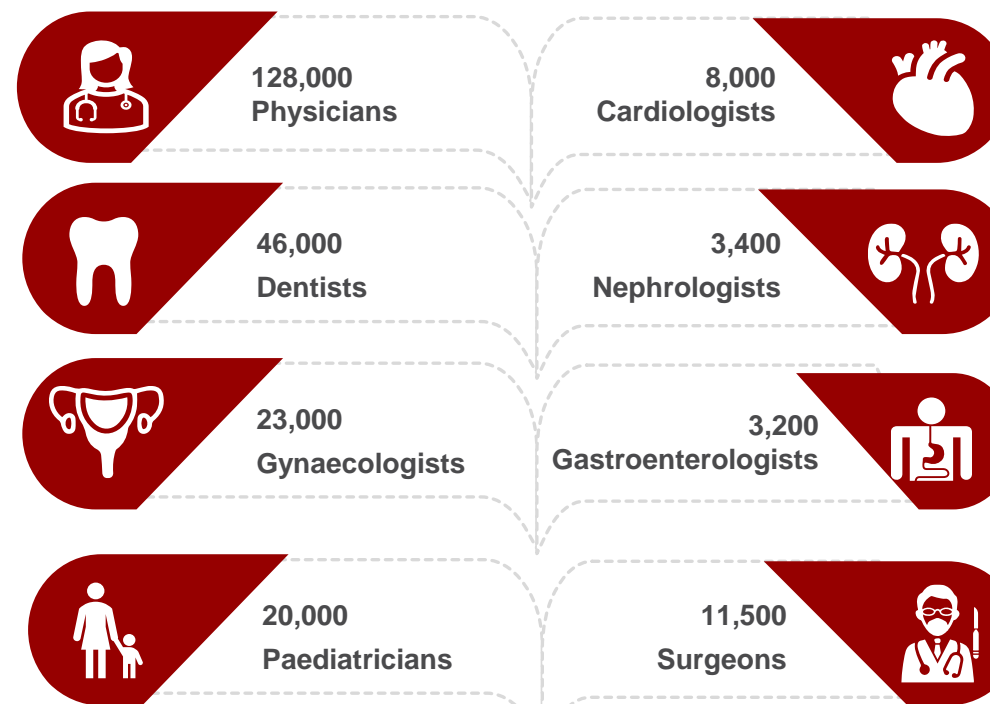 128,000
Physicians
8,000
Cardiologists
46,000
Dentists
3,400
Nephrologists
23,000
Gynaecologists
3,200
Gastroenterologists
20,000
Paediatricians
11,500
Surgeons